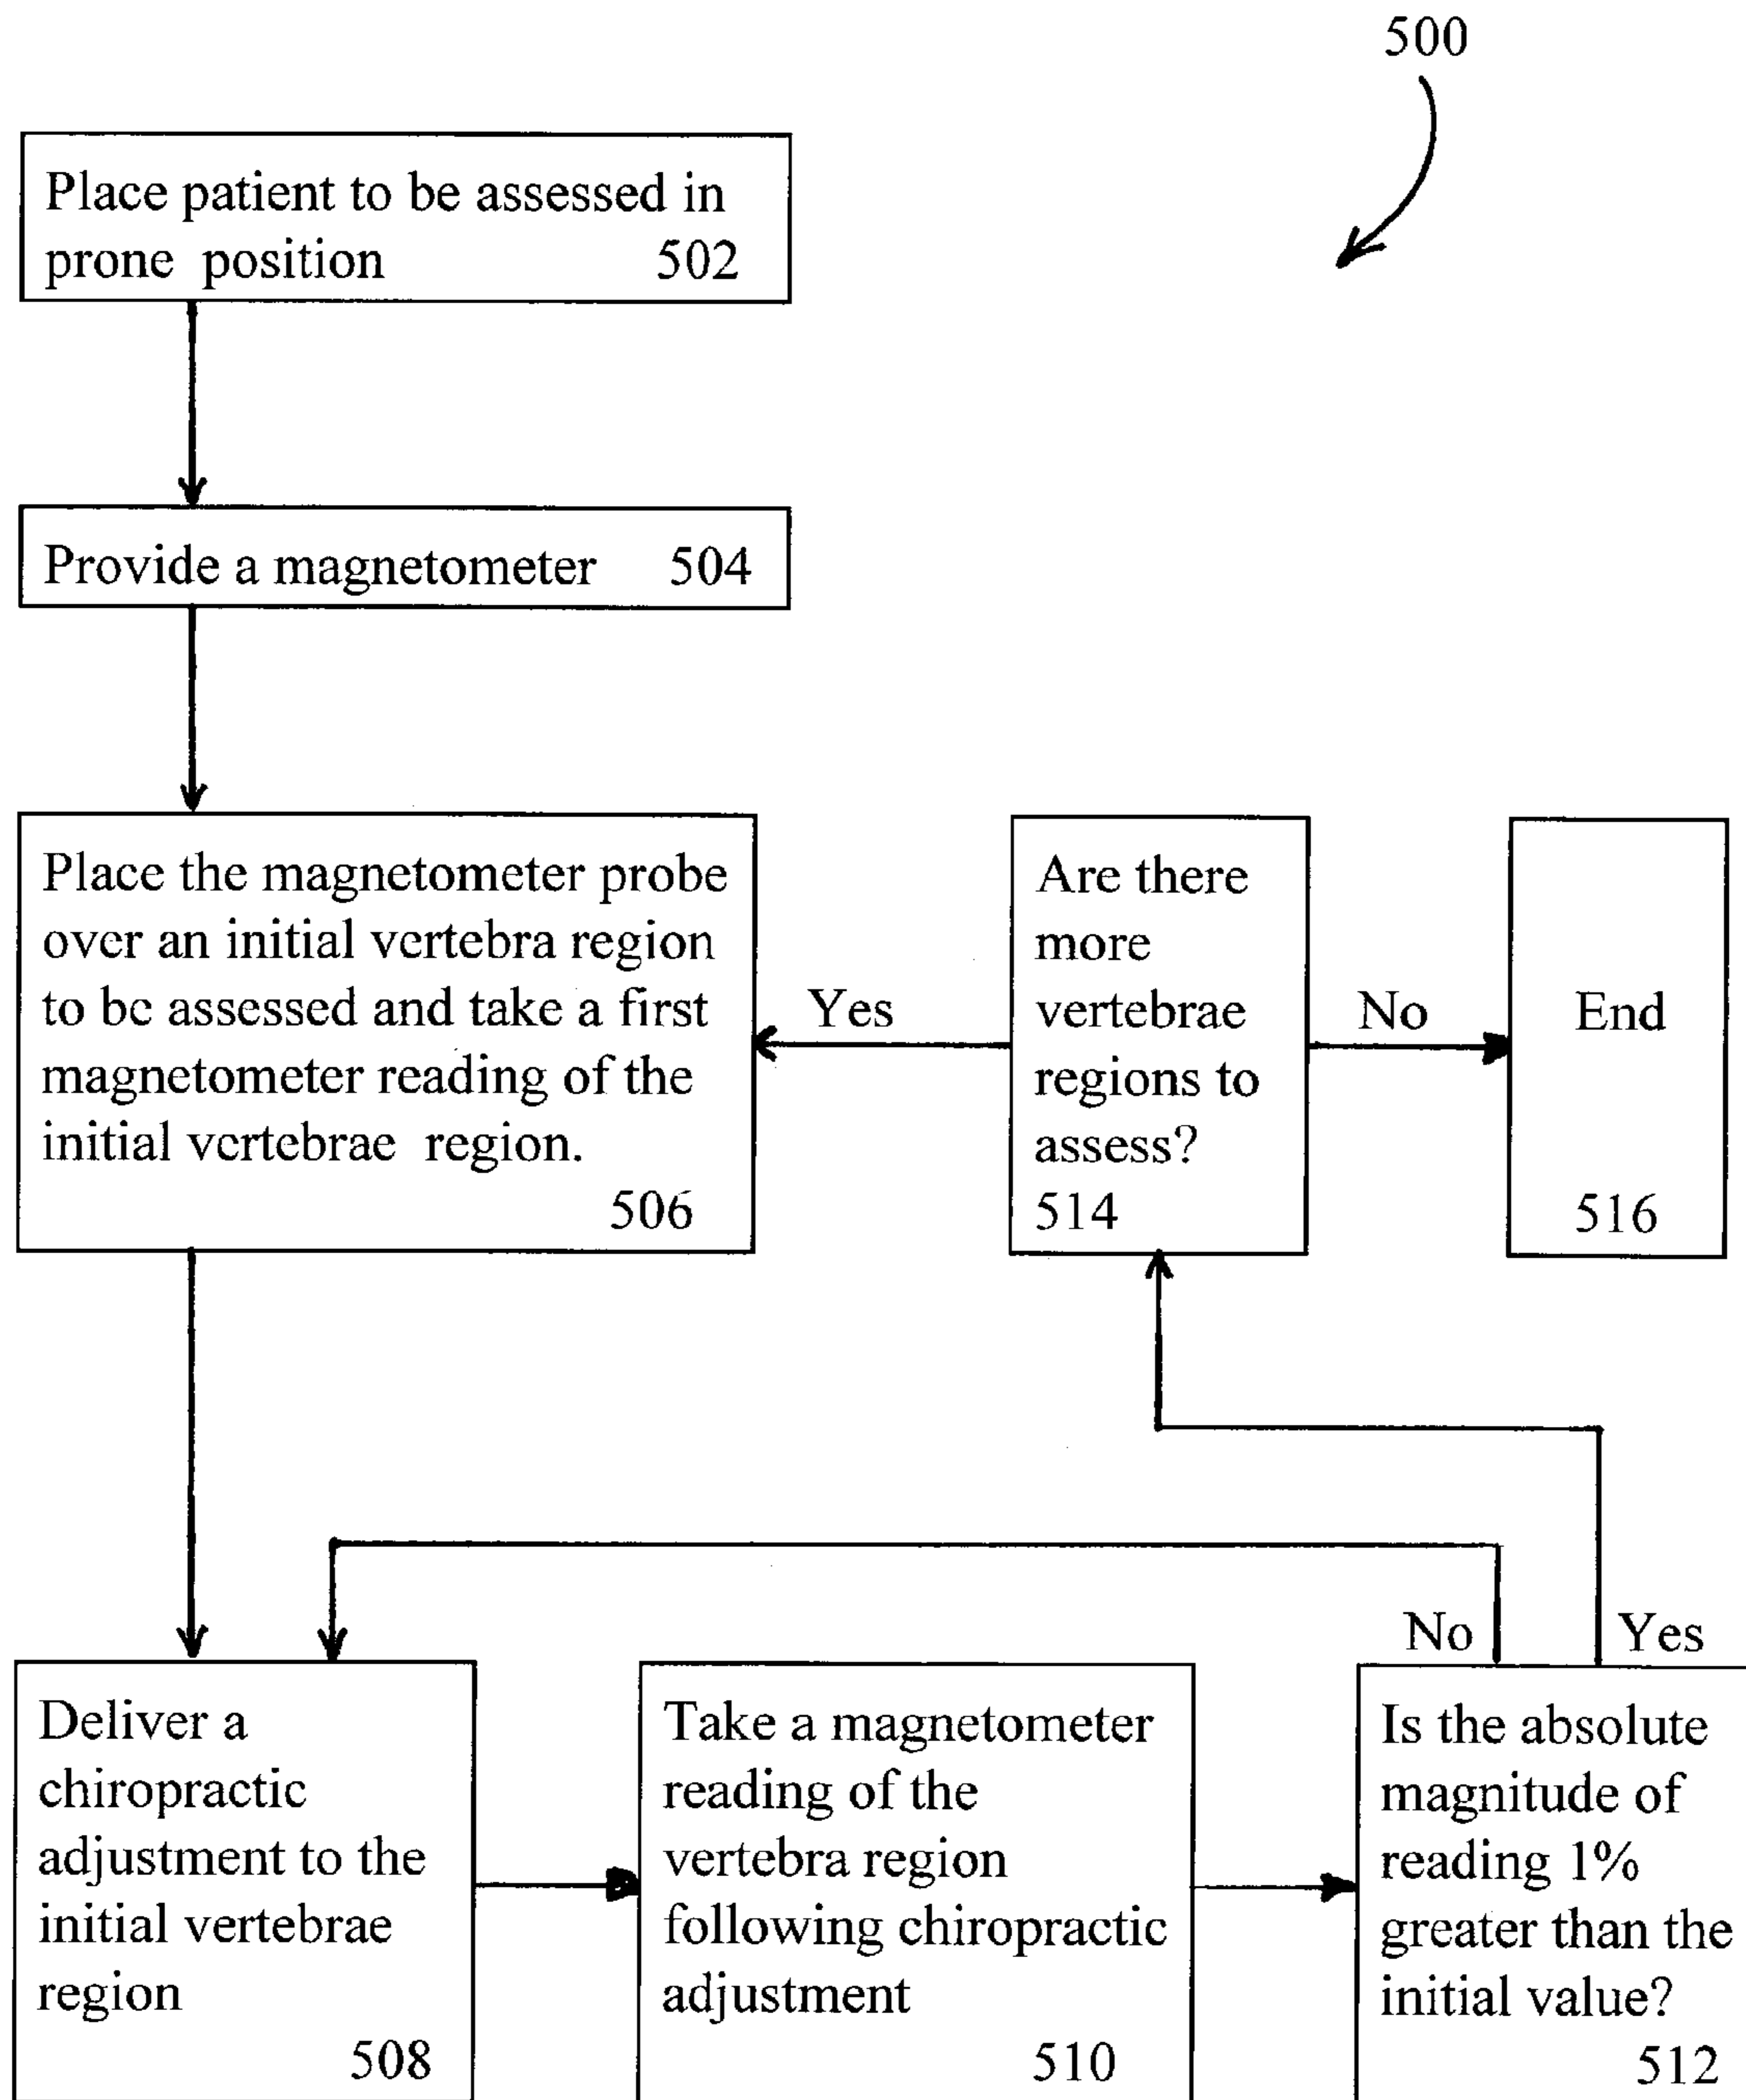 500
Place patient to be assessed in
prone position 502
Provide a magnetometer 504
Place the magnetometer probe
over an initial vertebra region
to be assessed and take a first
magnetometer reading of the
initial vertebrae region.
506
Yes
Are there
more
vertebrae
regions to
assess?
514
No
End
516
No
Yes
Deliver a
chiropractic
adjustment to the
initial vertebrae
region
508
Take a magnetometer
reading of the
vertebra region
following chiropractic
adjustment
510
Is the absolute
magnitude of
reading 1%
greater than the
initial value?
512